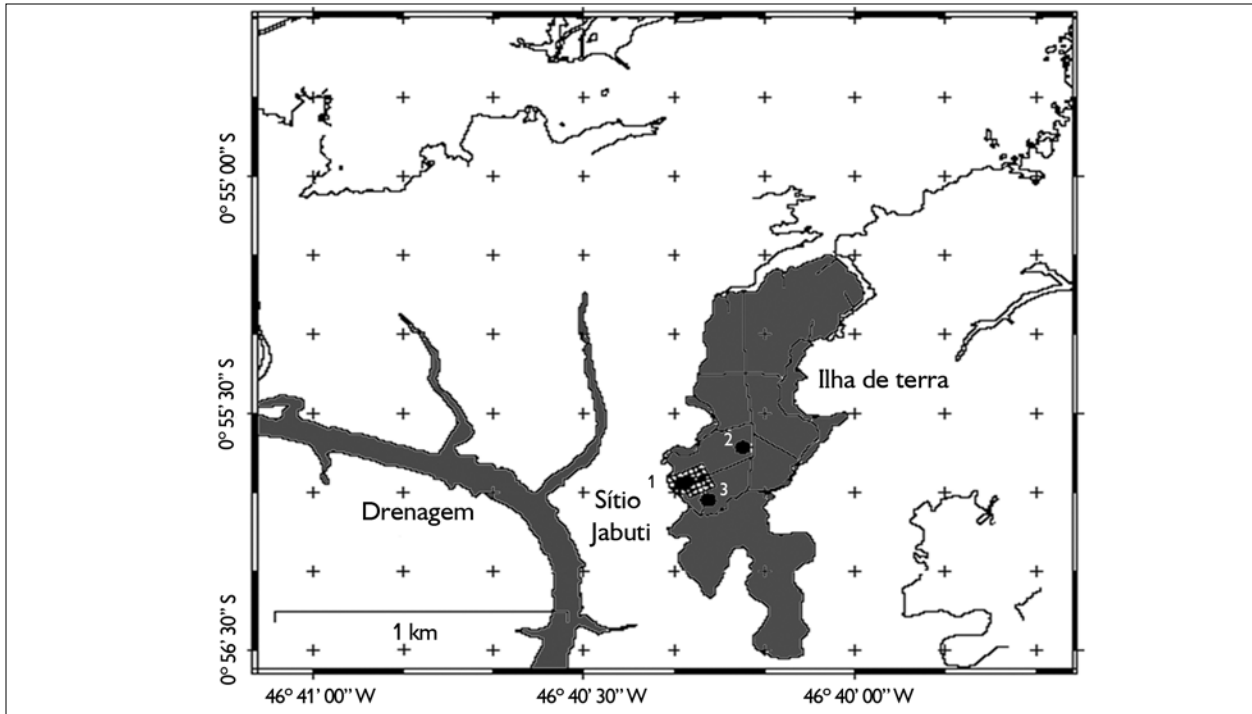 0° 55' 00" S
0° 55' 30" S
0° 56' 30" S
Ilha de terra
2
1
3
Sítio
Jabuti
Drenagem
1 km
46° 41' 00" W
46° 40' 30" W
46° 40' 00" W